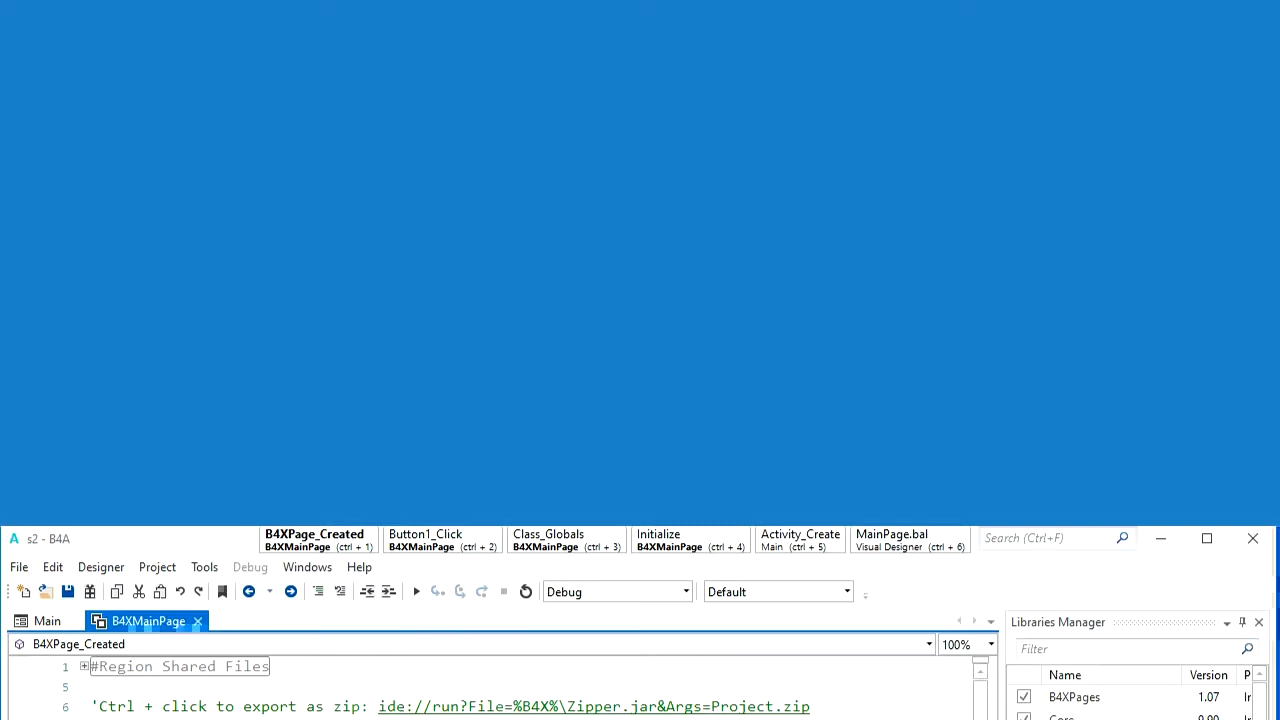 s2 - B4A
B4XPage_Created Button1_Click Class_Globals Initialize Activity_Create MainPage.bal Search (Ctrl+F)
B4XMainPage (ctrl + 1) B4XMainPage (ctrl + 2) B4XMainPage (ctrl + 3) B4XMainPage (ctrl + 4) Main (ctrl + 5) Visual Designer (ctrl + 6)
File Edit Designer Project Tools Debug Windows Help
Debug Default
Main B4XMainPage Libraries Manager
B4XPage_Created 100% Filter
1 #Region Shared Files
Name Version
5
B4XPages 1.07
6 'Ctrl + click to export as zip: ide://run?File=%B4X%\Zipper.jar&Args=Project.zip